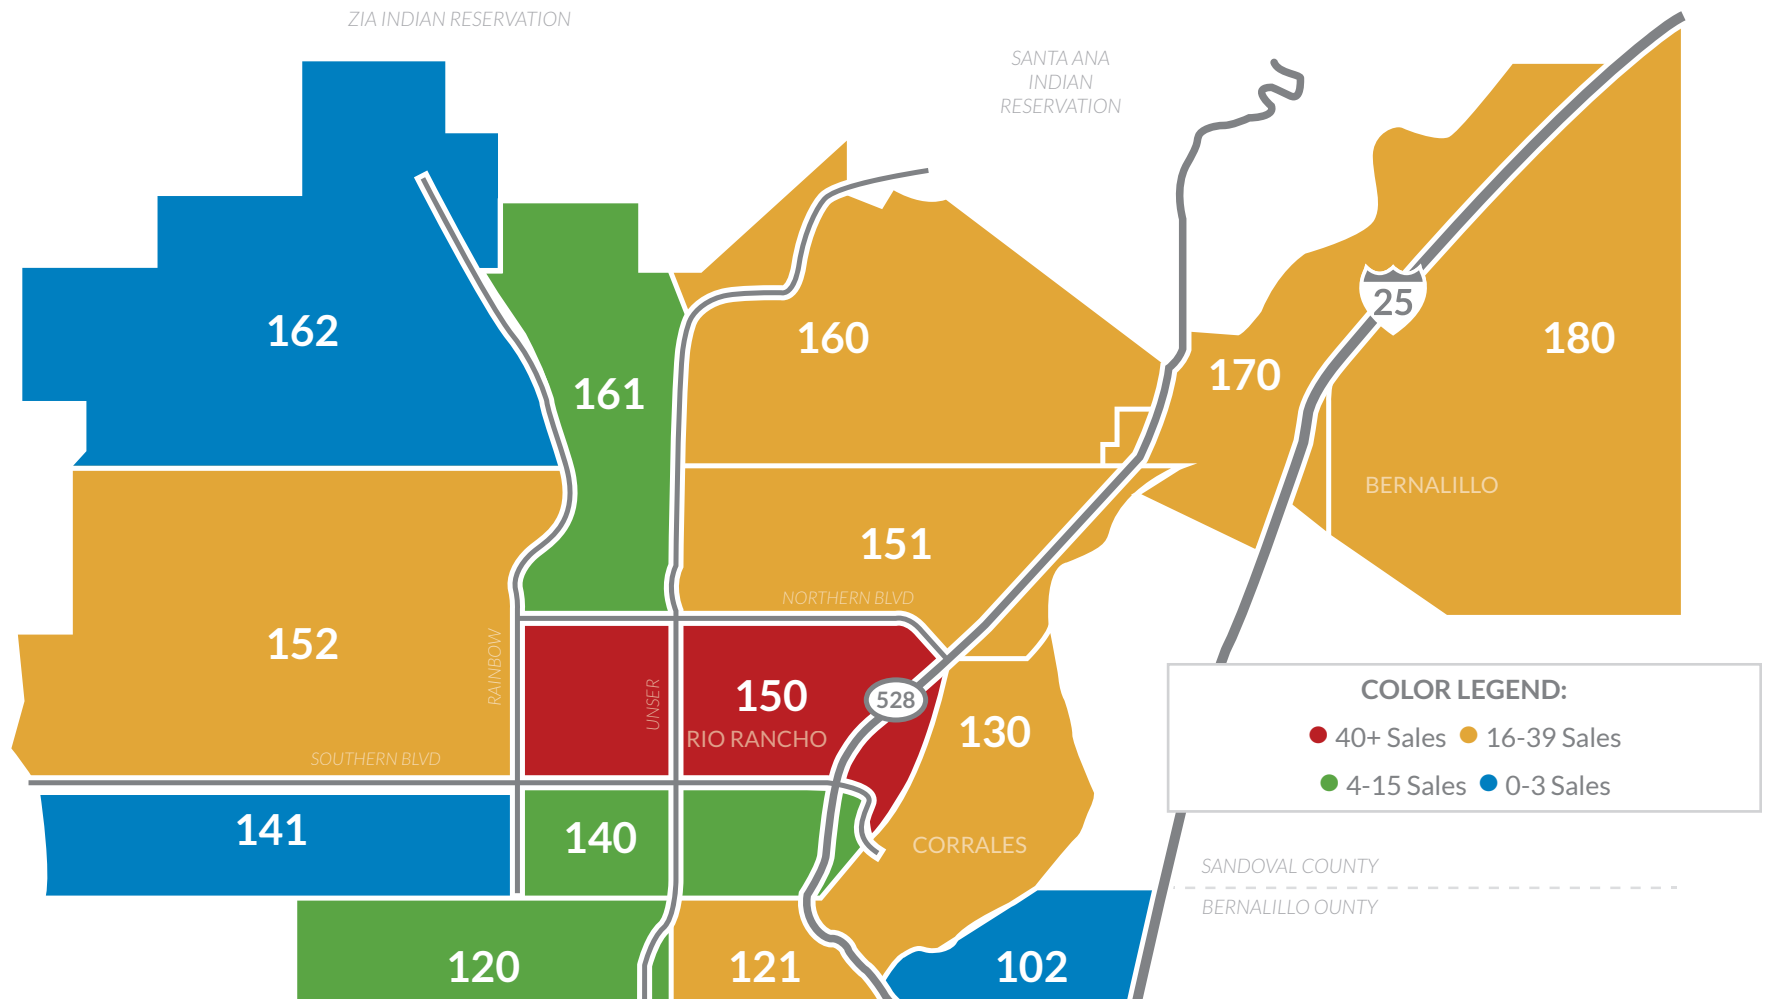 ZIA INDIAN RESERVATION
SANTA ANA
INDIAN
RESERVATION
162
161
160
25
180
170
BERNALILLO
151
NORTHERN BLVD
152
RAINBOW
UNSER
150
RIO RANCHO
528
130
SOUTHERN BLVD
COLOR LEGEND:
40+ Sales 16-39 Sales
4-15 Sales 0-3 Sales
141
140
CORRALES
SANDOVAL COUNTY
BERNALILLO OUNTY
120
121
102